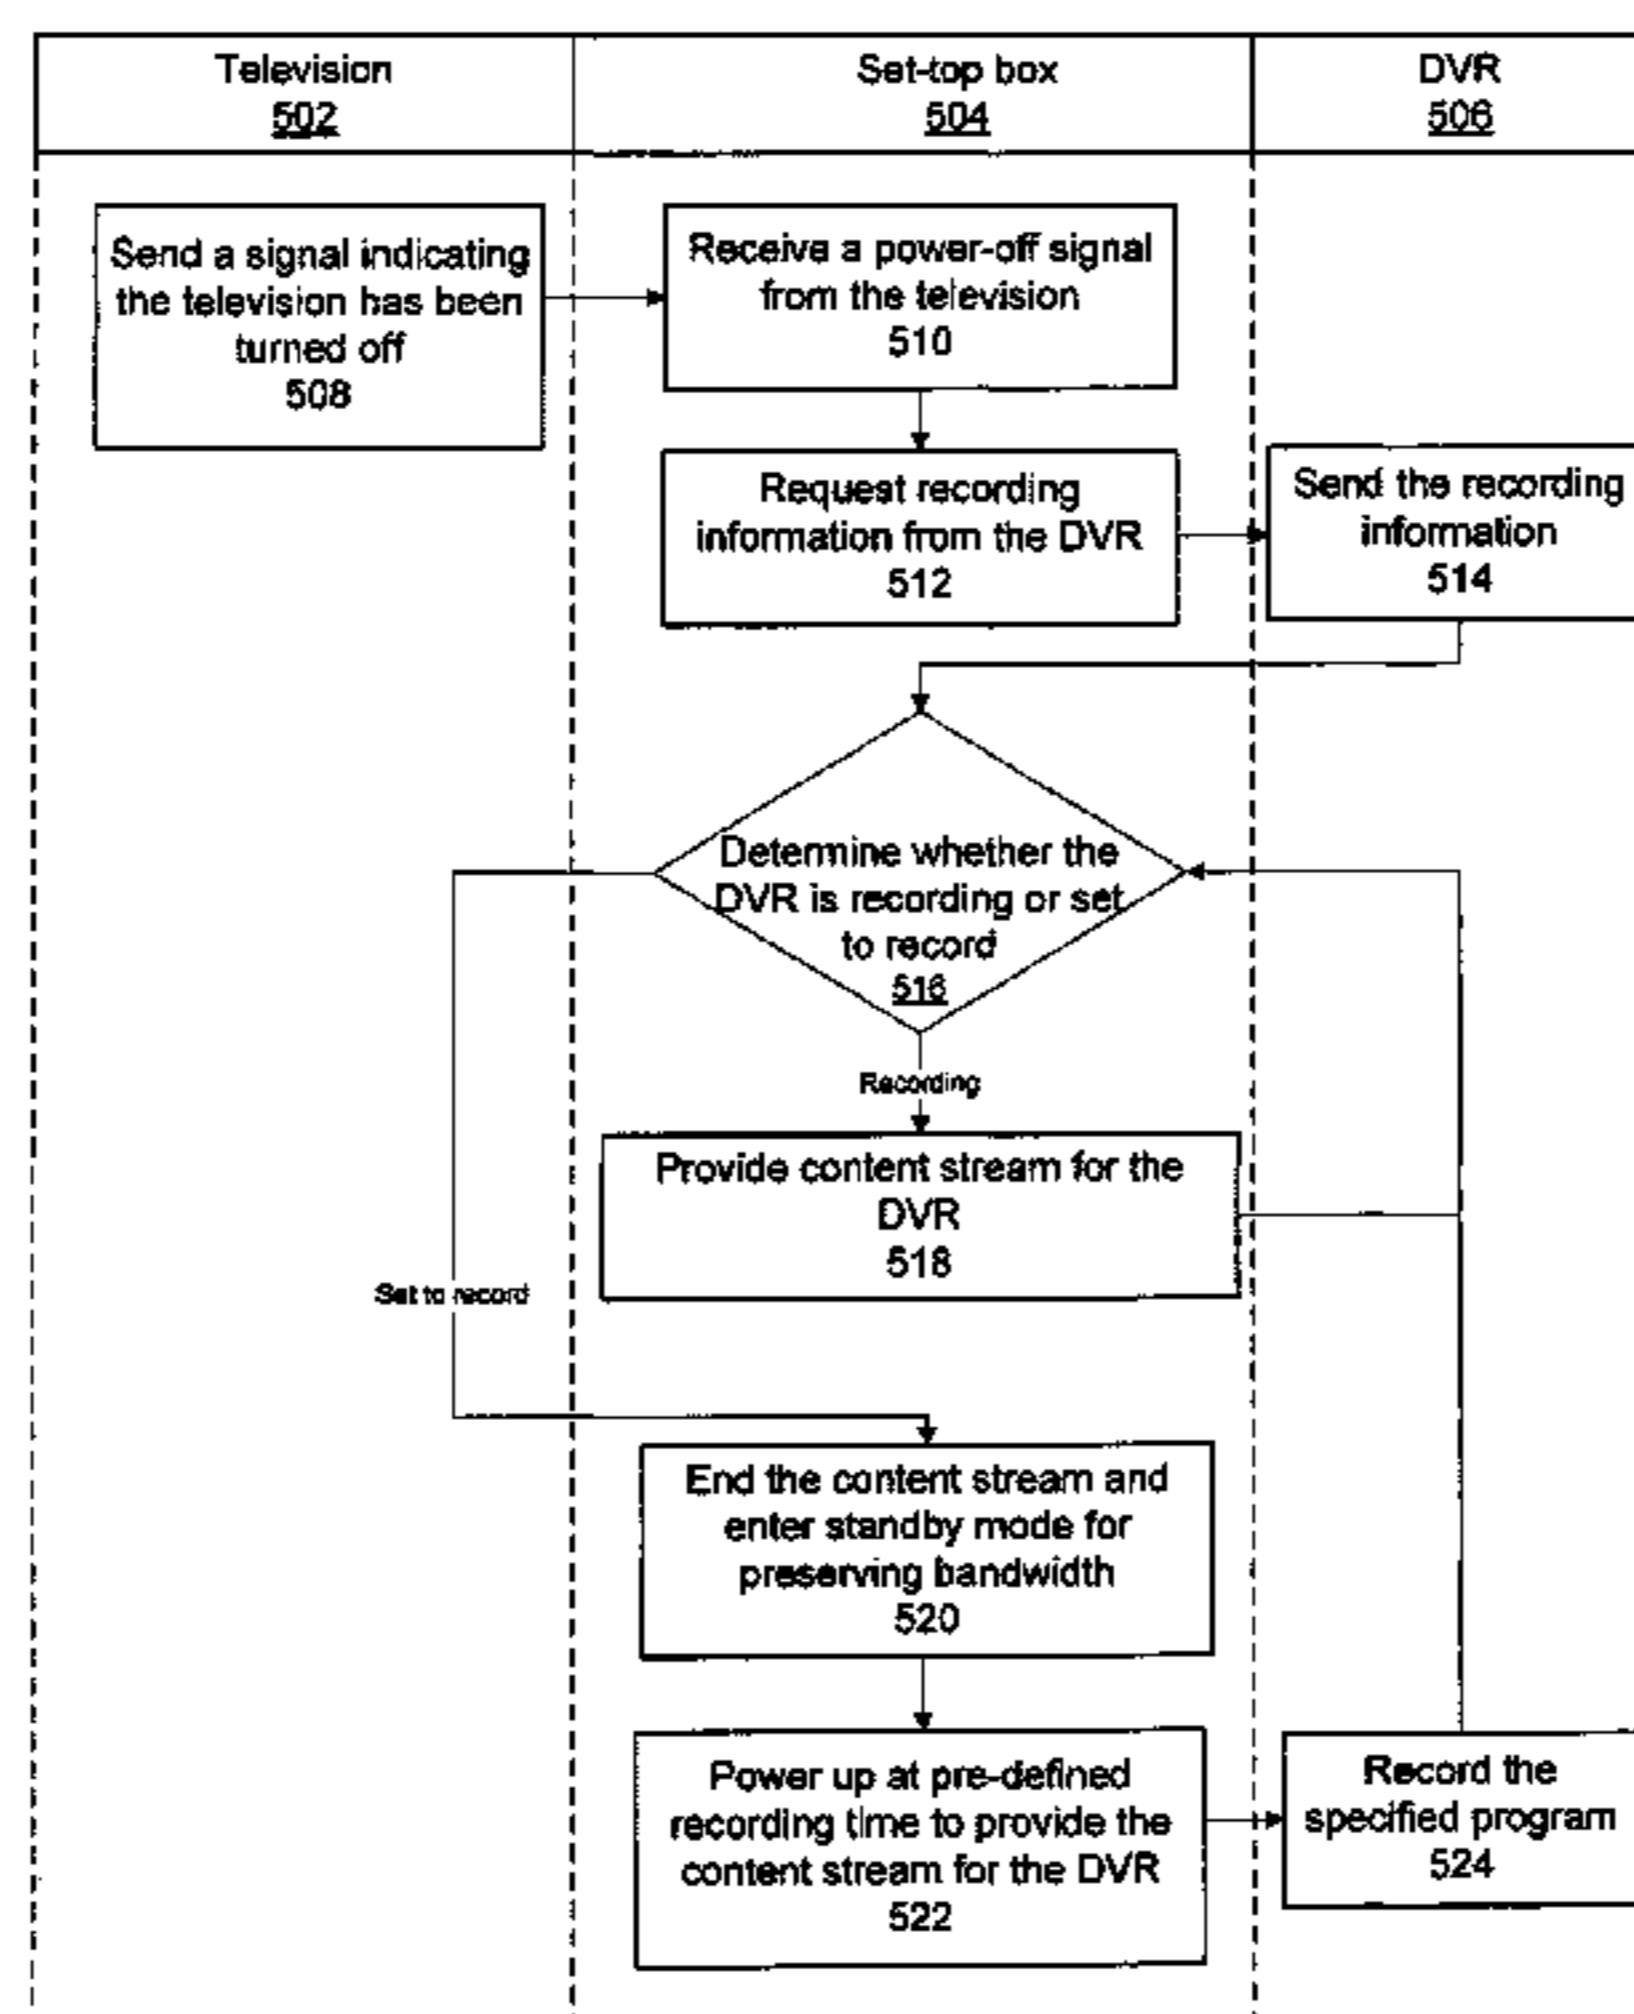 Television
502
Set-top box
504
DVR
506
Send a signal indicating
the television has been
turned off
508
Receive a power-off signal
from the television
510
Request recording
information from the DVR
512
Send the recording
information
514
Determine whether the
DVR is recording or set
to record
516
Recording
Provide content stream for the
DVR
518
Set to record
End the content stream and
enter standby mode for
preserving bandwidth
520
Power up at pre-defined
recording time to provide the
content stream for the DVR
522
Record the
specified program
524